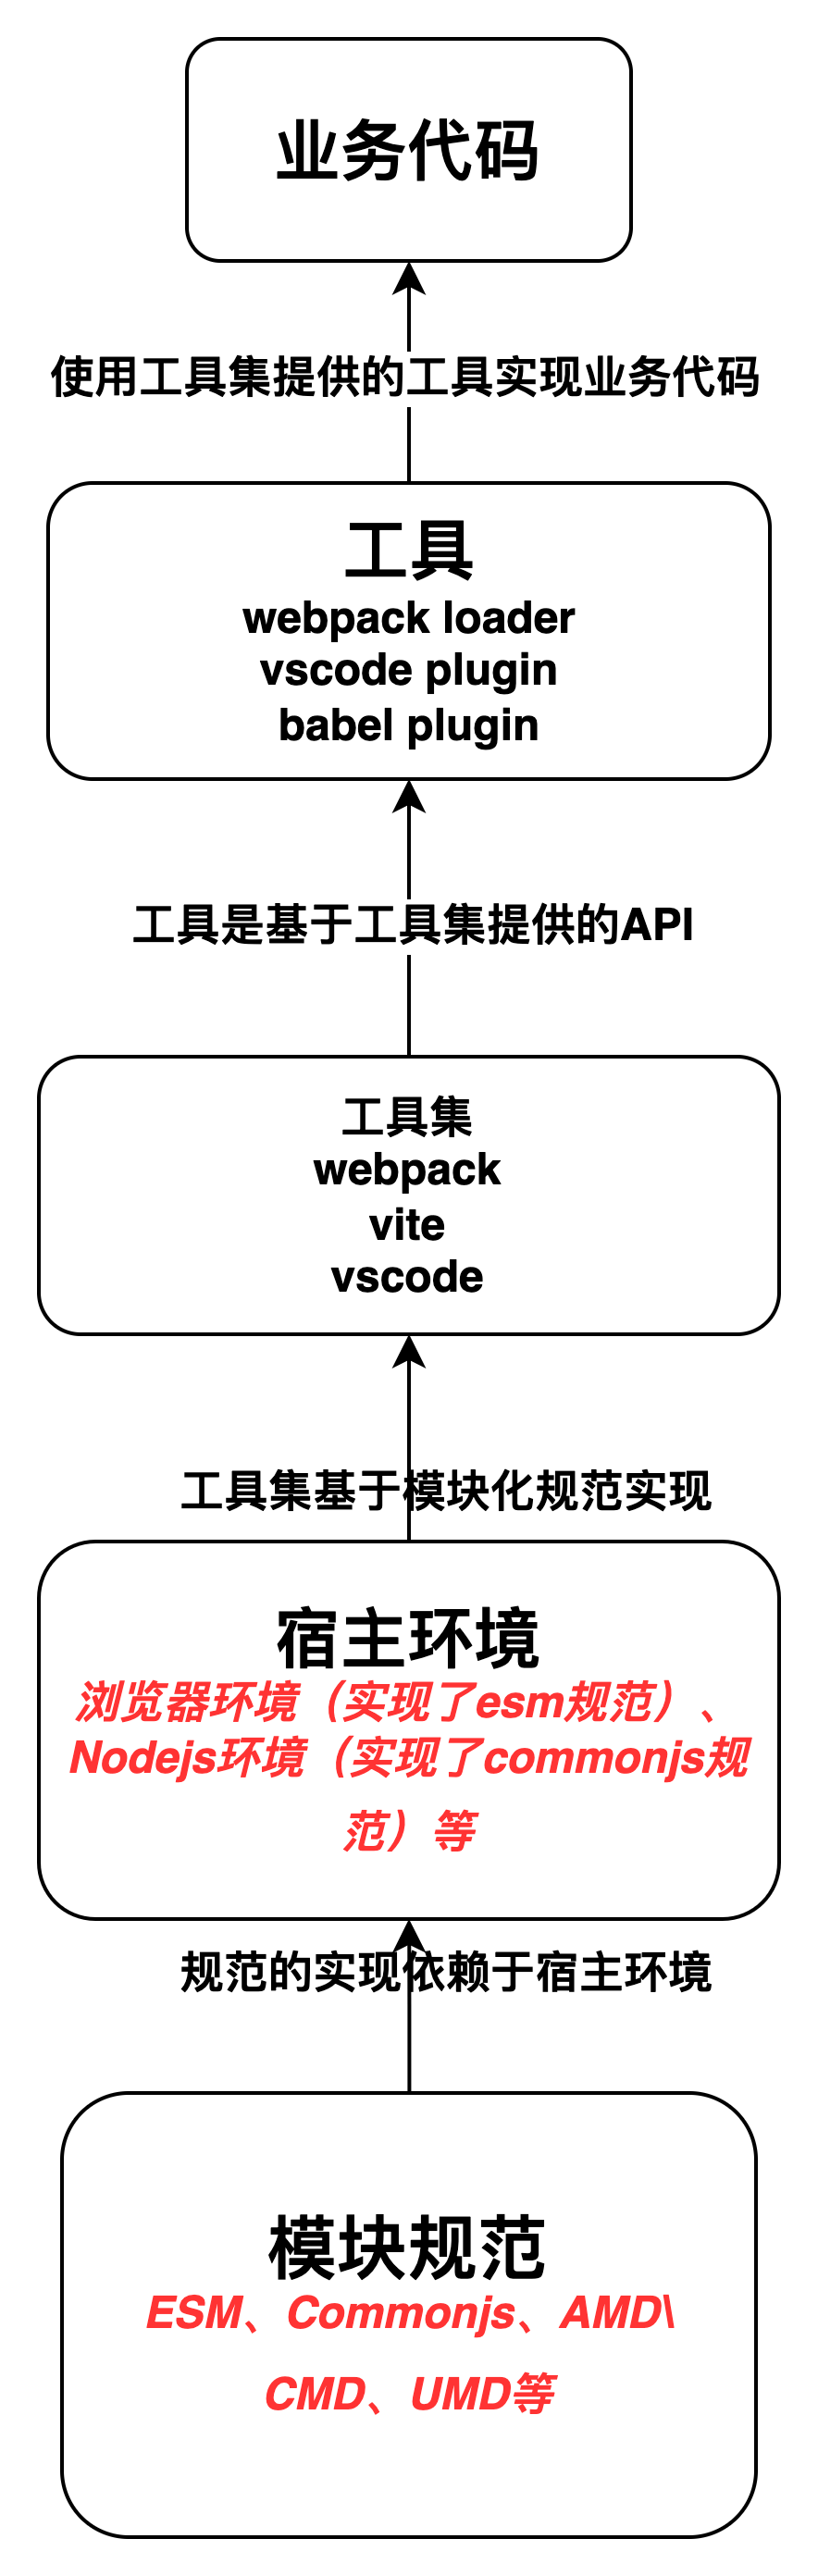 业务代码
使用工具集提供的工具实现业务代码
工具
webpack loader
vscode plugin
babel plugin
工具是基于工具集提供的API
工具集
webpack
vite
vscode
工具集基于模块化规范实现
宿主环境
浏览器环境（实现了esm规范）、
Nodejs环境（实现了commonjs规
范）等
规范的实现依赖于宿主环境
模块规范
ESM、Commonjs、AMD\
CMD、UMD等